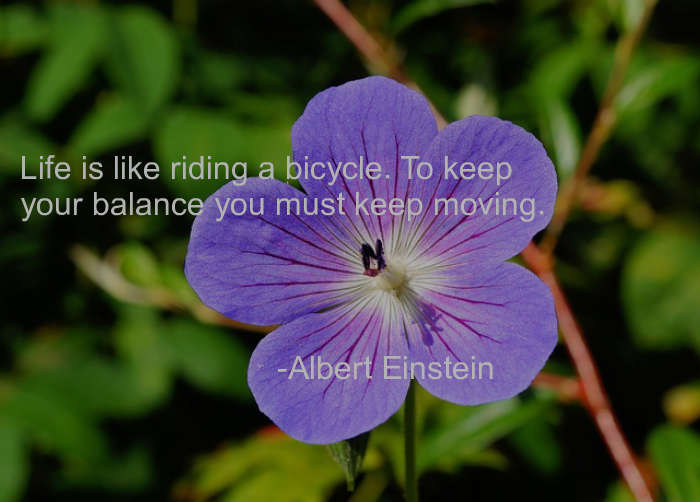 Life is like riding a bicycle. To keep
your balance you must keep moving.
-Albert Einstein